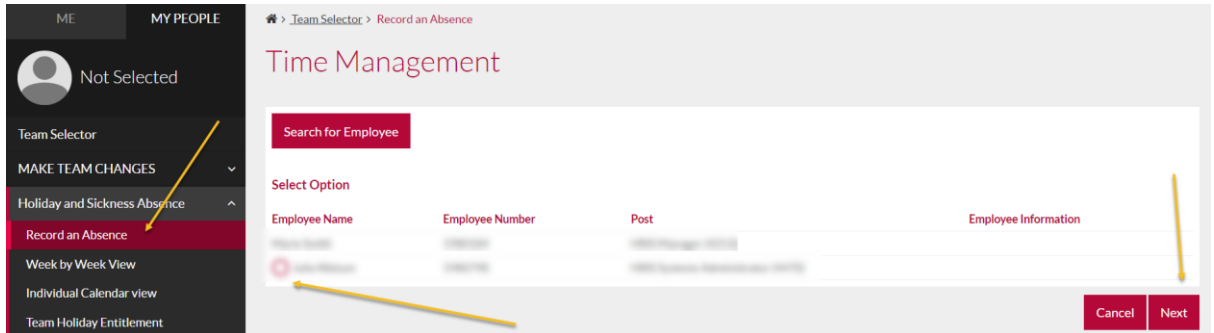 ME MY PEOPLE
Not Selected
Team Selector
MAKE TEAM CHANGES
Holiday and Sickness Absence
Record an Absence
Week by Week View
Individual Calendar view
Team Holiday Entitlement
> Team Selector > Record an Absence
Time Management
Search for Employee
Select Option
Employee Name Employee Number Post Employee Information
Cancel Next